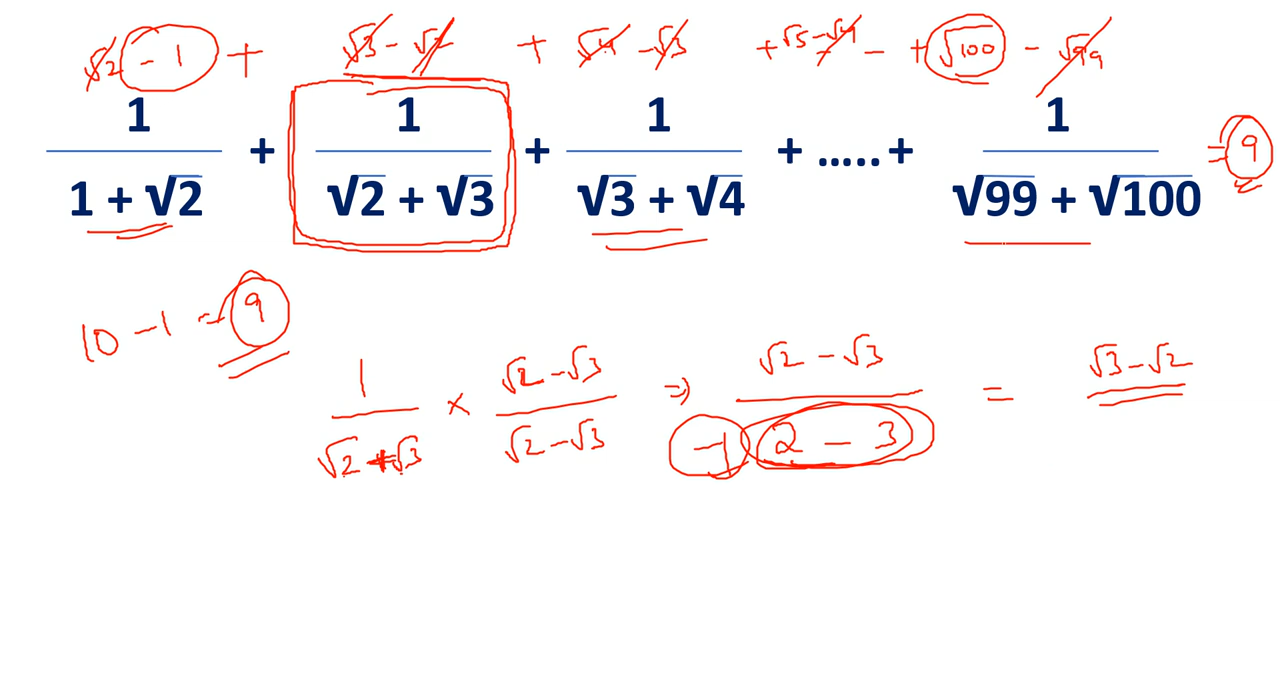 √2 - 1 + √3 - √2 + √4 - √3 + √5 - √4 - + √100 - √99
1/(1 + √2) + 1/(√2 + √3) + 1/(√3 + √4) + ..... + 1/(√99 + √100) = 9
10 - 1 = 9
1/(√2 + √3) × (√2 - √3)/(√2 - √3) ⇒ (√2 - √3)/(-1 2 - 3) = √3 - √2